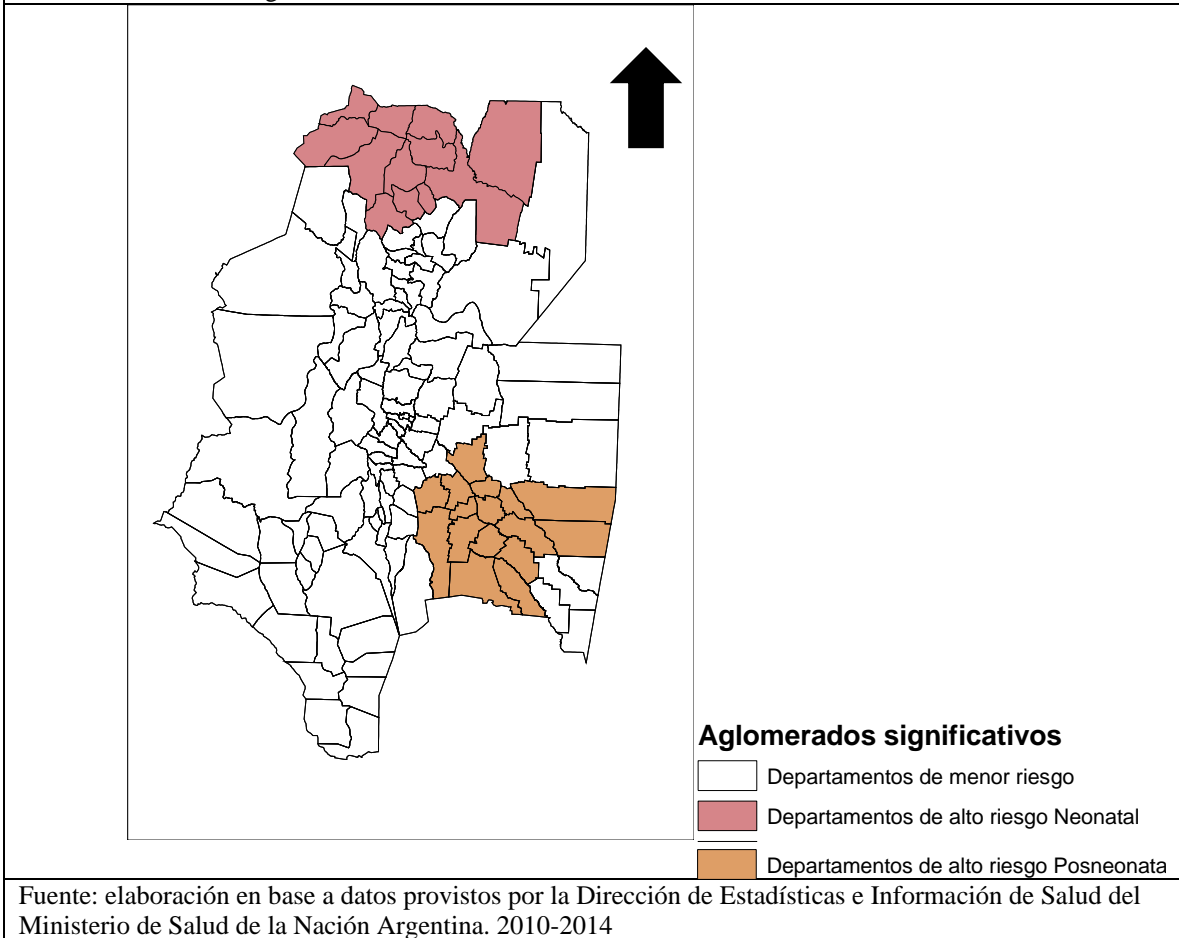 Aglomerados significativos
Departamentos de menor riesgo
Departamentos de alto riesgo Neonatal
Departamentos de alto riesgo Posneonata
Fuente: elaboración en base a datos provistos por la Dirección de Estadísticas e Información de Salud del
Ministerio de Salud de la Nación Argentina. 2010-2014